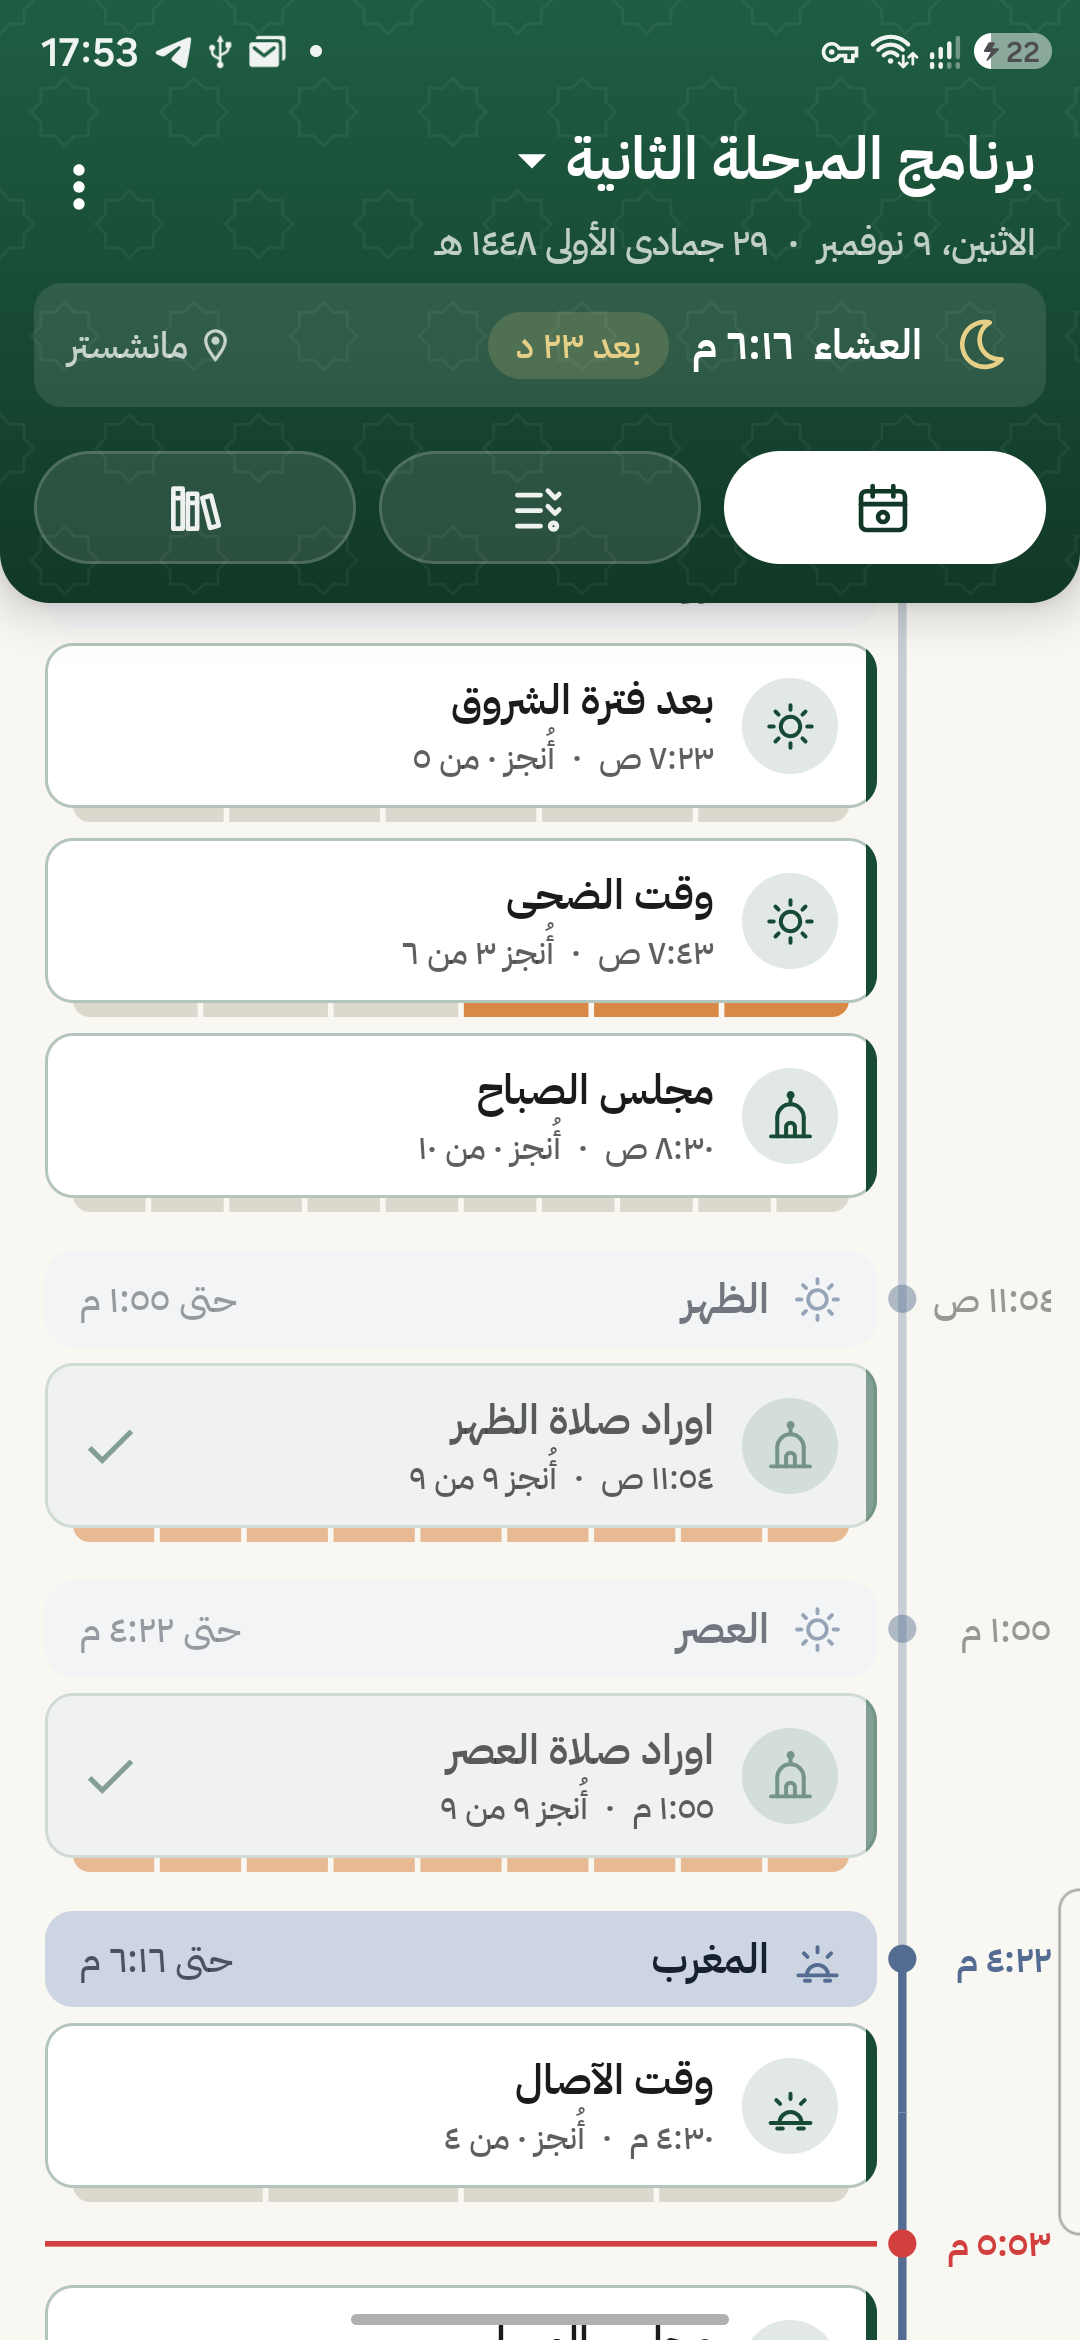 17:53
22
برنامج المرحلة الثانية
الاثنين، ٩ نوفمبر · ٢٩ جمادى الأولى ١٤٤٨ هـ
العشاء ٦:١٦ م بعد ٢٣ د مانشستر
بعد فترة الشروق
٧:٢٣ ص · أُنجز ٠ من ٥
وقت الضحى
٧:٤٣ ص · أُنجز ٣ من ٦
مجلس الصباح
٨:٣٠ ص · أُنجز ٠ من ١٠
١١:٥٤ ص الظهر حتى ١:٥٥ م
اوراد صلاة الظهر
١١:٥٤ ص · أُنجز ٩ من ٩
١:٥٥ م العصر حتى ٤:٢٢ م
اوراد صلاة العصر
١:٥٥ م · أُنجز ٩ من ٩
٤:٢٢ م المغرب حتى ٦:١٦ م
وقت الآصال
٤:٣٠ م · أُنجز ٠ من ٤
٥:٥٣ م